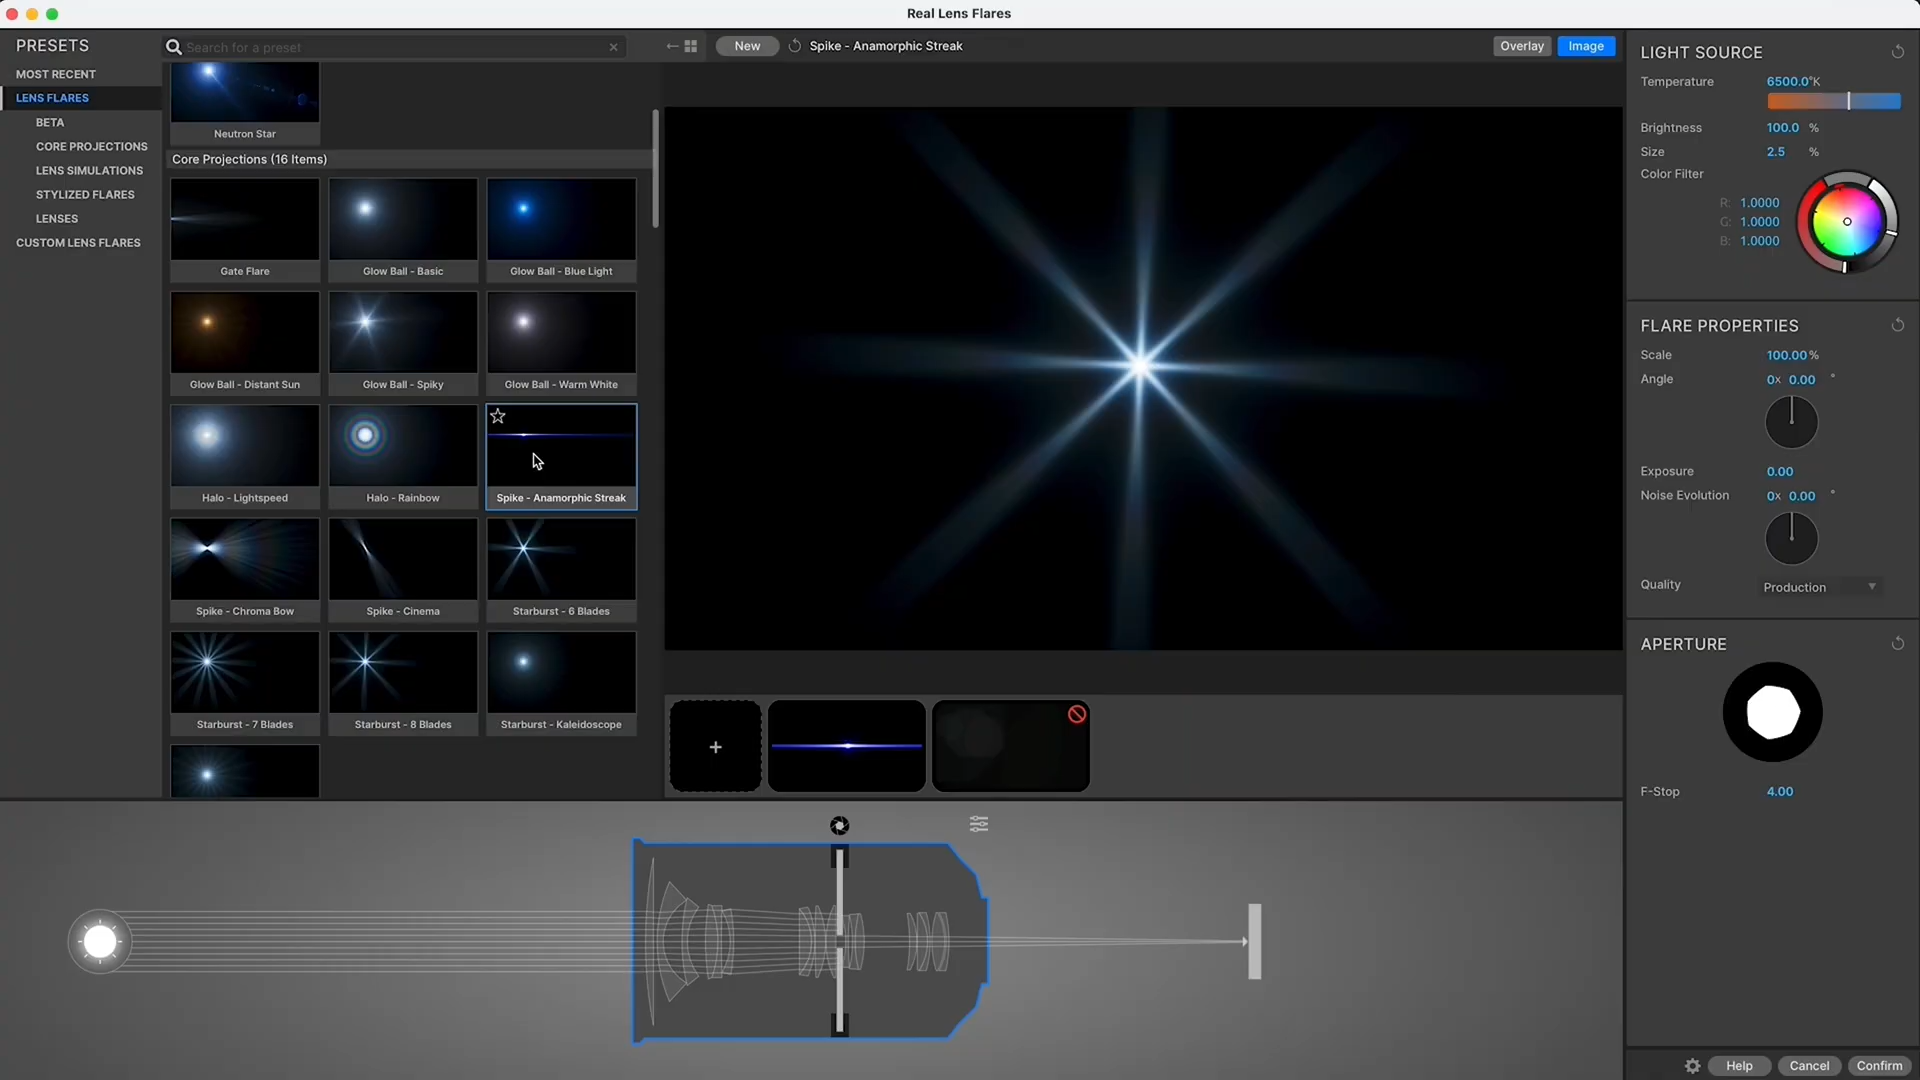 Real Lens Flares
PRESETS
Search for a preset
New
Spike - Anamorphic Streak
Overlay
Image
MOST RECENT
LENS FLARES
BETA
CORE PROJECTIONS
LENS SIMULATIONS
STYLIZED FLARES
LENSES
CUSTOM LENS FLARES
Neutron Star
Core Projections (16 Items)
Gate Flare
Glow Ball - Basic
Glow Ball - Blue Light
Glow Ball - Distant Sun
Glow Ball - Spiky
Glow Ball - Warm White
Halo - Lightspeed
Halo - Rainbow
Spike - Anamorphic Streak
Spike - Chroma Bow
Spike - Cinema
Starburst - 6 Blades
Starburst - 7 Blades
Starburst - 8 Blades
Starburst - Kaleidoscope
LIGHT SOURCE
Temperature 6500.0°K
Brightness 100.0 %
Size 2.5 %
Color Filter
R: 1.0000
G: 1.0000
B: 1.0000
FLARE PROPERTIES
Scale 100.00%
Angle 0x 0.00 °
Exposure 0.00
Noise Evolution 0x 0.00 °
Quality Production
APERTURE
F-Stop 4.00
Help
Cancel
Confirm